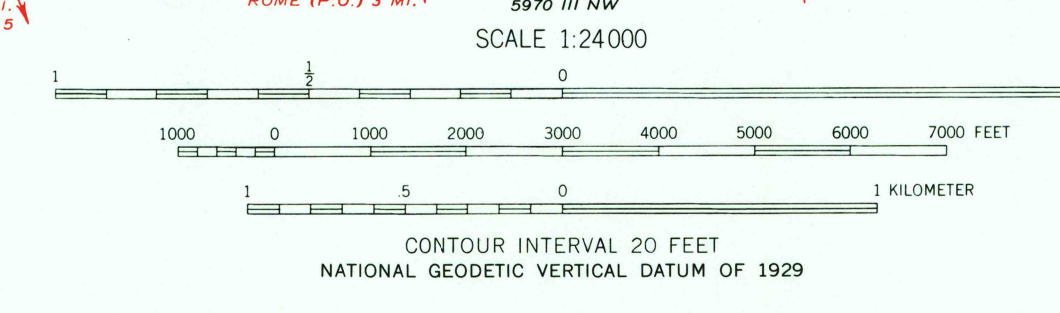 I.
5
ROME (P.O.) 3 MI.
5970 III NW
SCALE 1:24000
1 1/2 0
1000 0 1000 2000 3000 4000 5000 6000 7000 FEET
1 .5 0 1 KILOMETER
CONTOUR INTERVAL 20 FEET
NATIONAL GEODETIC VERTICAL DATUM OF 1929